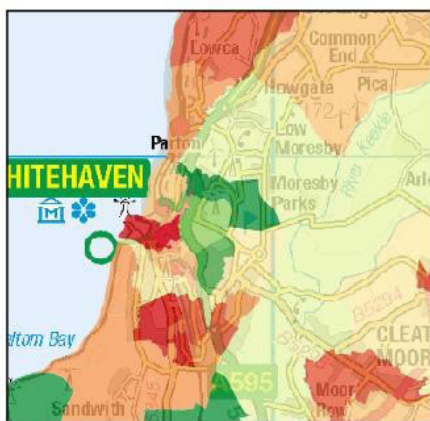 Lowca
Common
End
Howgate
Pica
Parton
Low
Moresby
River Keekle
HITEHAVEN
Moresby
Parks
Arle
M
B5294
ltom Bay
CLEAT
MOOR
A595
Moor
Row
Sandwith